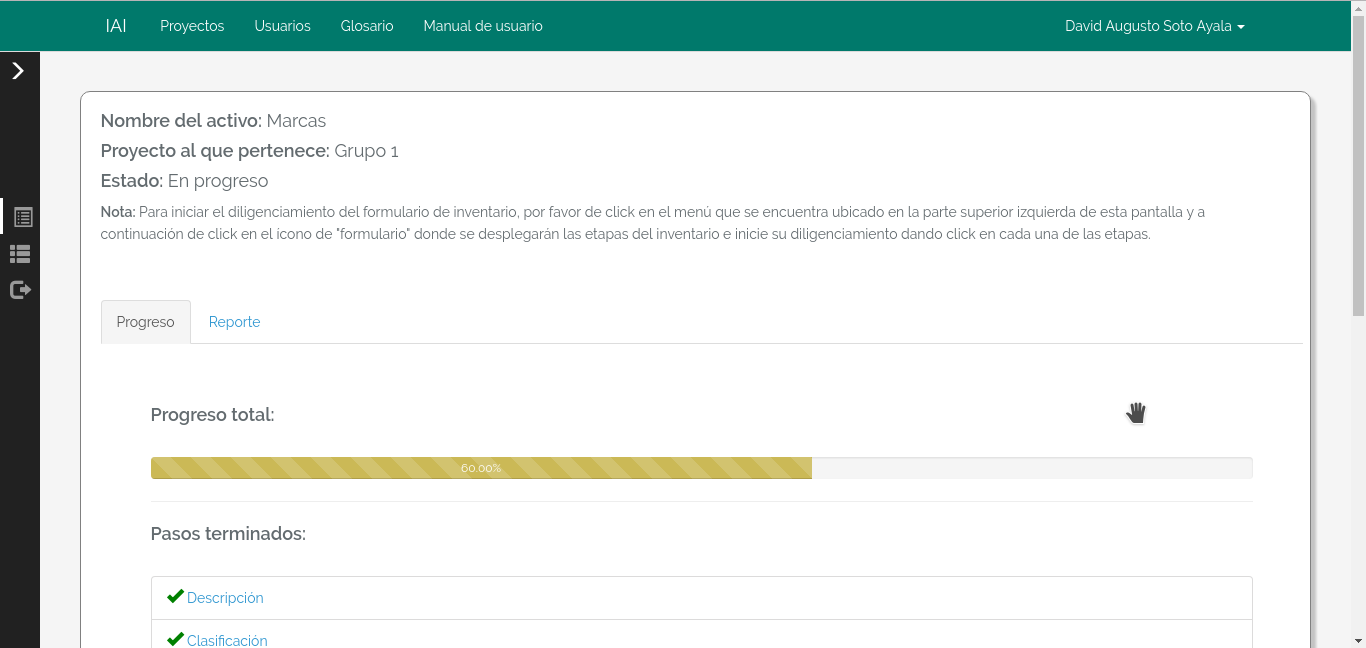 IAI Proyectos Usuarios Glosario Manual de usuario David Augusto Soto Ayala
Nombre del activo: Marcas
Proyecto al que pertenece: Grupo 1
Estado: En progreso
Nota: Para iniciar el diligenciamiento del formulario de inventario, por favor de click en el menú que se encuentra ubicado en la parte superior izquierda de esta pantalla y a
continuación de click en el ícono de "formulario" donde se desplegarán las etapas del inventario e inicie su diligenciamiento dando click en cada una de las etapas.
Progreso Reporte
Progreso total:
60.00%
Pasos terminados:
Descripción
Clasificación